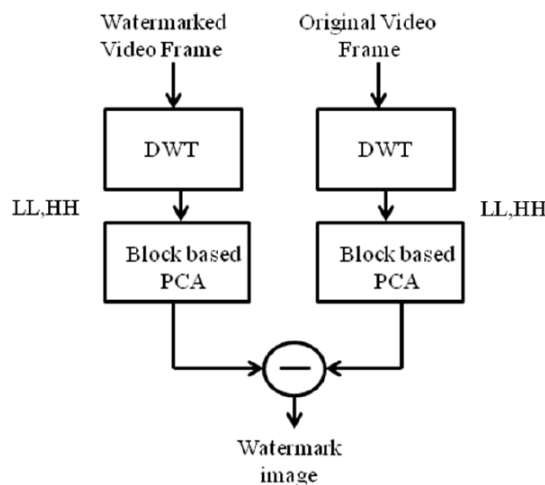 Watermarked
Video Frame
Original Video
Frame
DWT
DWT
LL,HH
LL,HH
Block based
PCA
Block based
PCA
Watermark
image